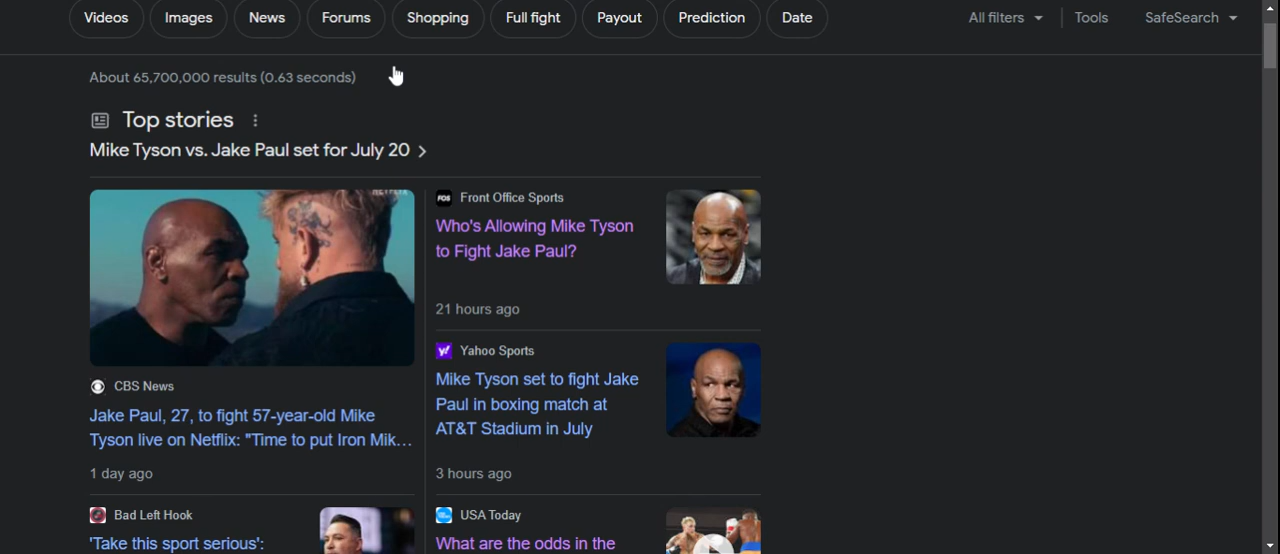 Videos
Images
News
Forums
Shopping
Full fight
Payout
Prediction
Date
All filters
Tools
SafeSearch
About 65,700,000 results (0.63 seconds)
Top stories
Mike Tyson vs. Jake Paul set for July 20
NETFLIX
CBS News
Jake Paul, 27, to fight 57-year-old Mike
Tyson live on Netflix: "Time to put Iron Mik...
1 day ago
Bad Left Hook
'Take this sport serious':
FOS
Front Office Sports
Who's Allowing Mike Tyson
to Fight Jake Paul?
21 hours ago
y!
Yahoo Sports
Mike Tyson set to fight Jake
Paul in boxing match at
AT&T Stadium in July
3 hours ago
USA Today
What are the odds in the